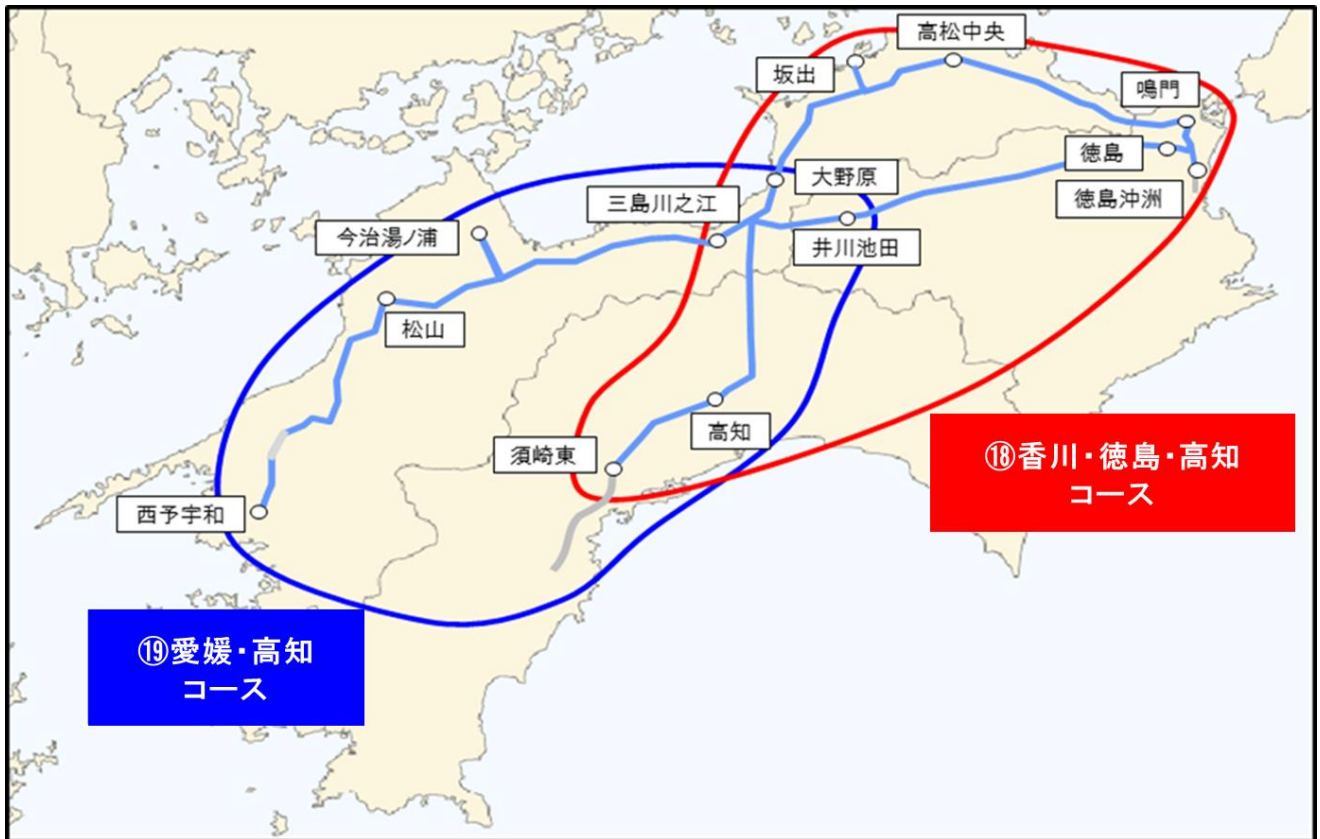 高松中央
坂出
鳴門
徳島
大野原
徳島沖洲
三島川之江
今治湯ノ浦
井川池田
松山
高知
須崎東
⑱香川・徳島・高知
コース
西予宇和
⑲愛媛・高知
コース